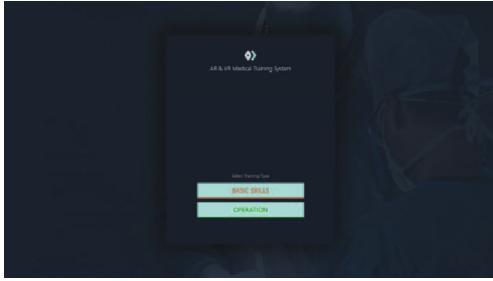 AR & VR Medical Training System
Select Training Type
BASIC SKILLS
OPERATION